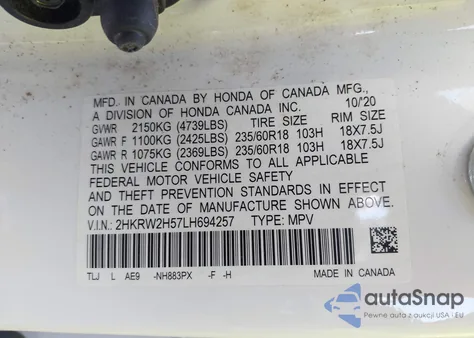 MFD. IN CANADA BY HONDA OF CANADA MFG.,
A DIVISION OF HONDA CANADA INC. 10/'20
GVWR 2150KG (4739LBS) TIRE SIZE RIM SIZE
GAWR F 1100KG (2425LBS) 235/60R18 103H 18X7.5J
GAWR R 1075KG (2369LBS) 235/60R18 103H 18X7.5J
THIS VEHICLE CONFORMS TO ALL APPLICABLE
FEDERAL MOTOR VEHICLE SAFETY
AND THEFT PREVENTION STANDARDS IN EFFECT
ON THE DATE OF MANUFACTURE SHOWN ABOVE.
V.I.N.: 2HKRW2H57LH694257 TYPE: MPV
TLJ L AE9 -NH883PX -F -H MADE IN CANADA
autoSnap
Pewne auta z aukcji USA i EU